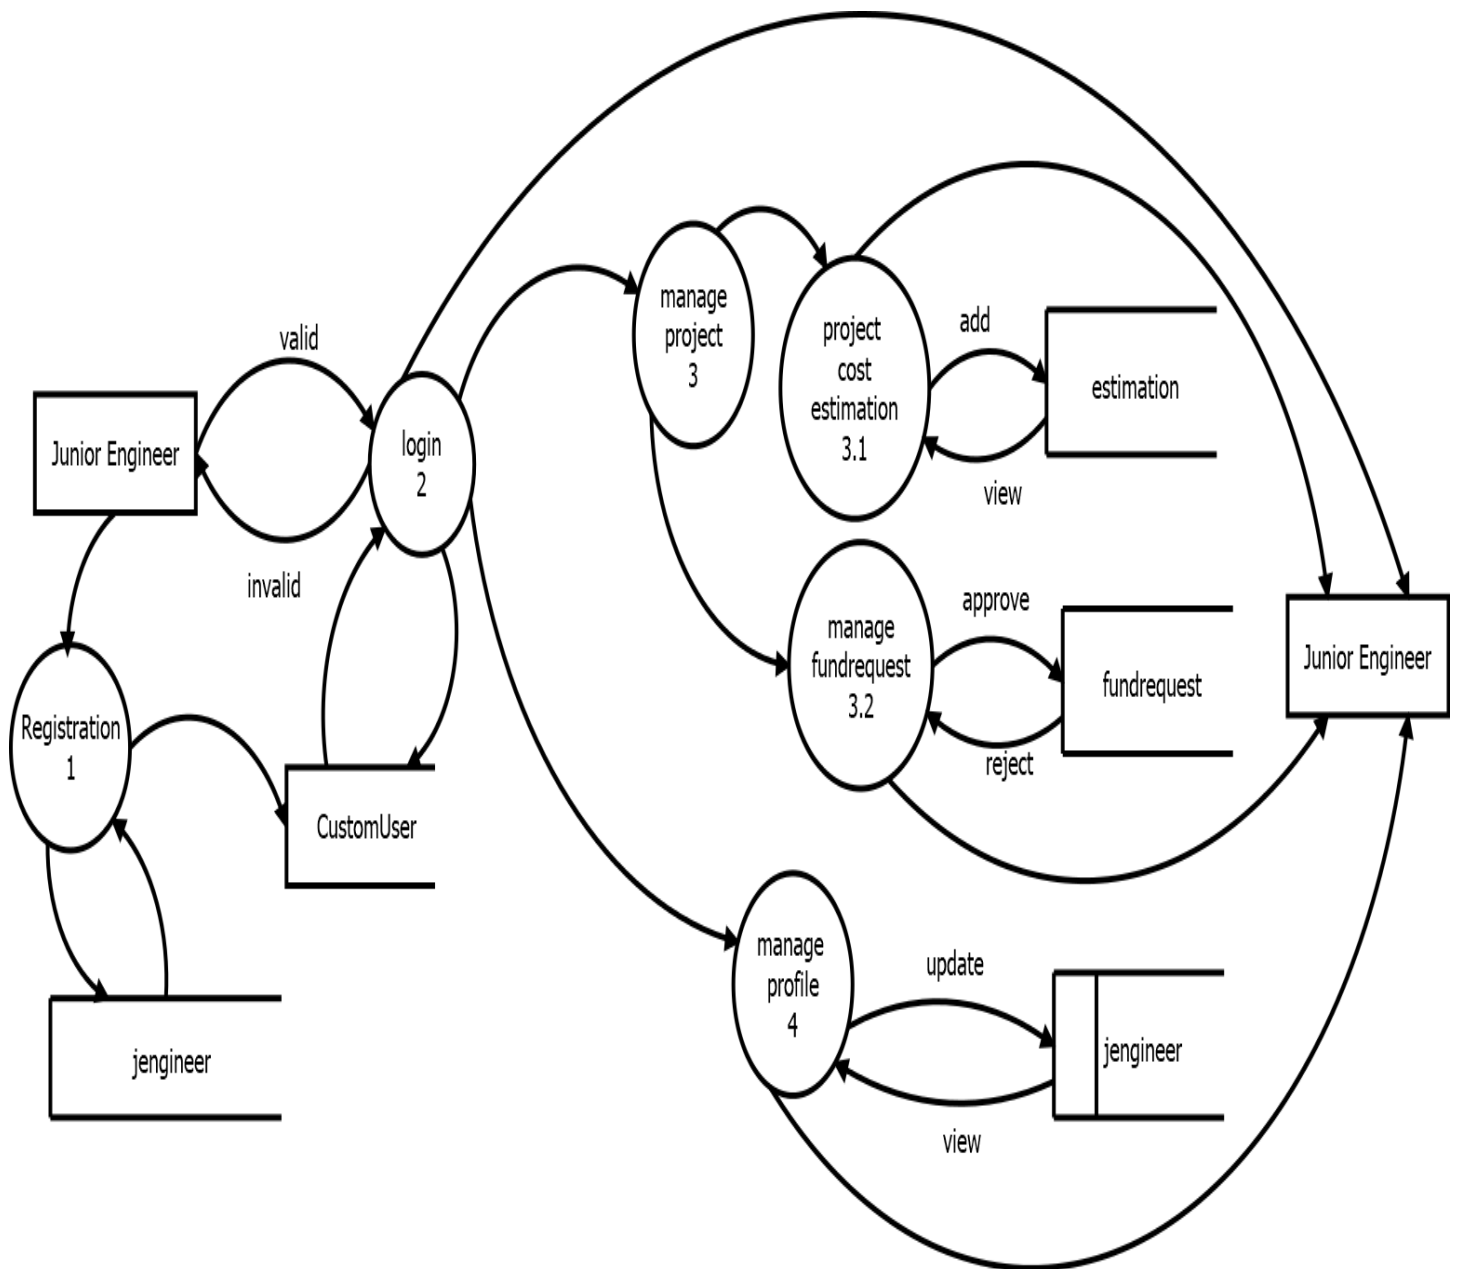 valid
Junior Engineer
login
2
invalid
Registration
1
CustomUser
jengineer
manage
project
3
project
cost
estimation
3.1
add
estimation
view
manage
fundrequest
3.2
approve
fundrequest
reject
Junior Engineer
manage
profile
4
update
jengineer
view